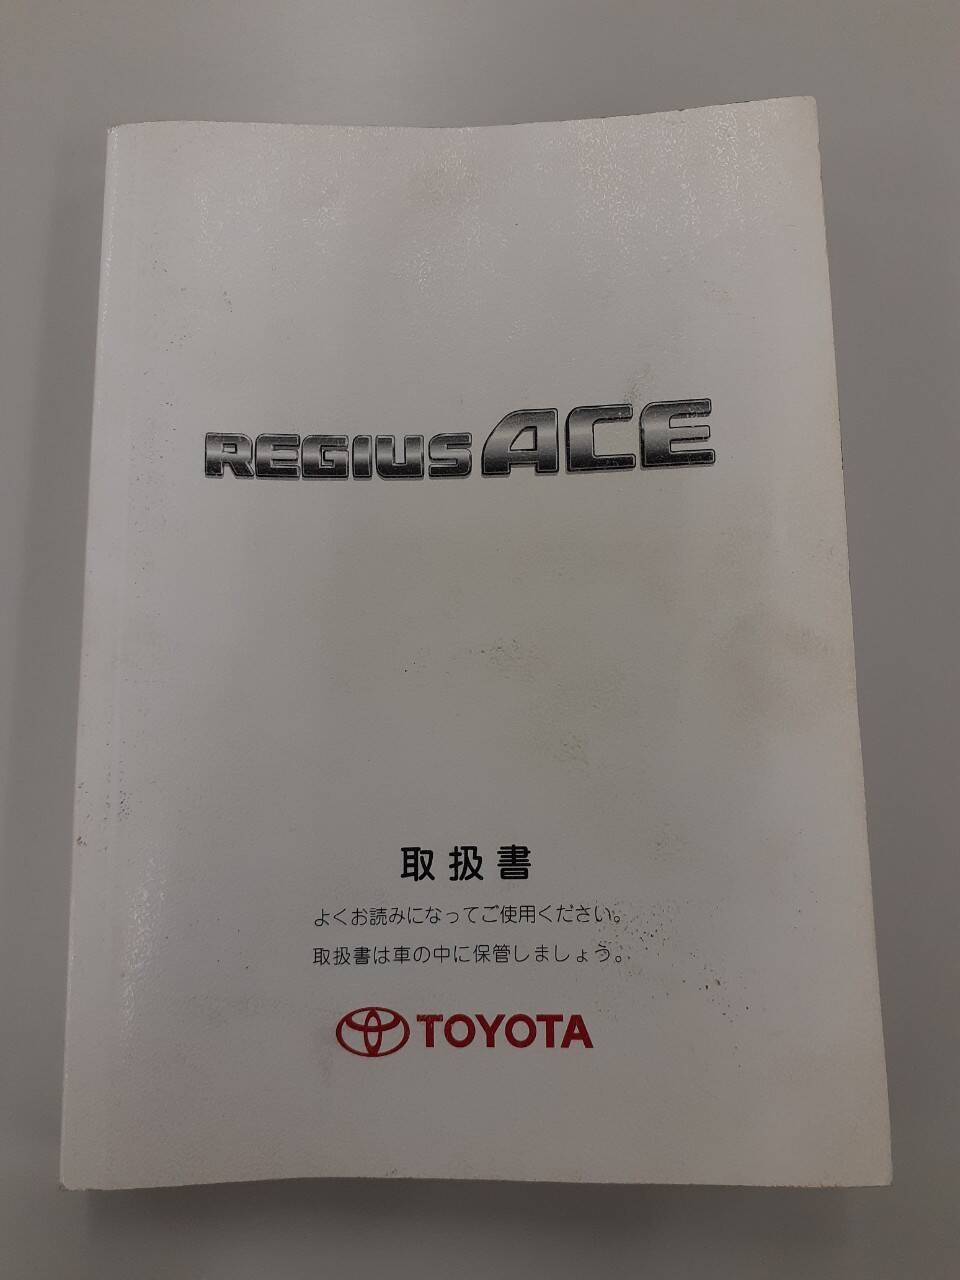 REGIUS ACE
取扱書
よくお読みになってご使用ください。
取扱書は車の中に保管しましょう。
TOYOTA